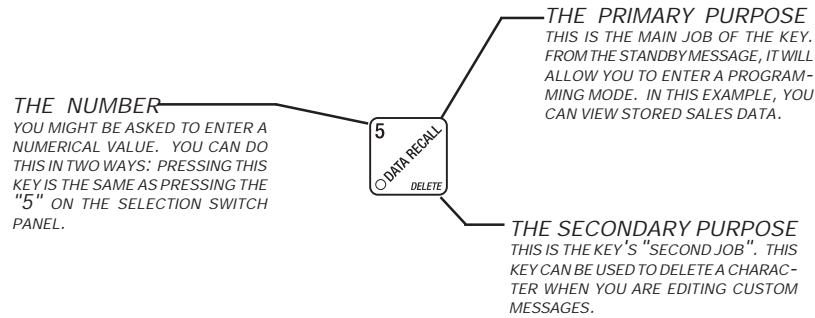 THE PRIMARY PURPOSE
THIS IS THE MAIN JOB OF THE KEY.
FROM THE STANDBY MESSAGE, IT WILL
ALLOW YOU TO ENTER A PROGRAM-
MING MODE. IN THIS EXAMPLE, YOU
CAN VIEW STORED SALES DATA.
THE NUMBER
YOU MIGHT BE ASKED TO ENTER A
NUMERICAL VALUE. YOU CAN DO
THIS IN TWO WAYS: PRESSING THIS
KEY IS THE SAME AS PRESSING THE
"5" ON THE SELECTION SWITCH
PANEL.
5
DATA RECALL
DELETE
THE SECONDARY PURPOSE
THIS IS THE KEY'S "SECOND JOB". THIS
KEY CAN BE USED TO DELETE A CHARAC-
TER WHEN YOU ARE EDITING CUSTOM
MESSAGES.